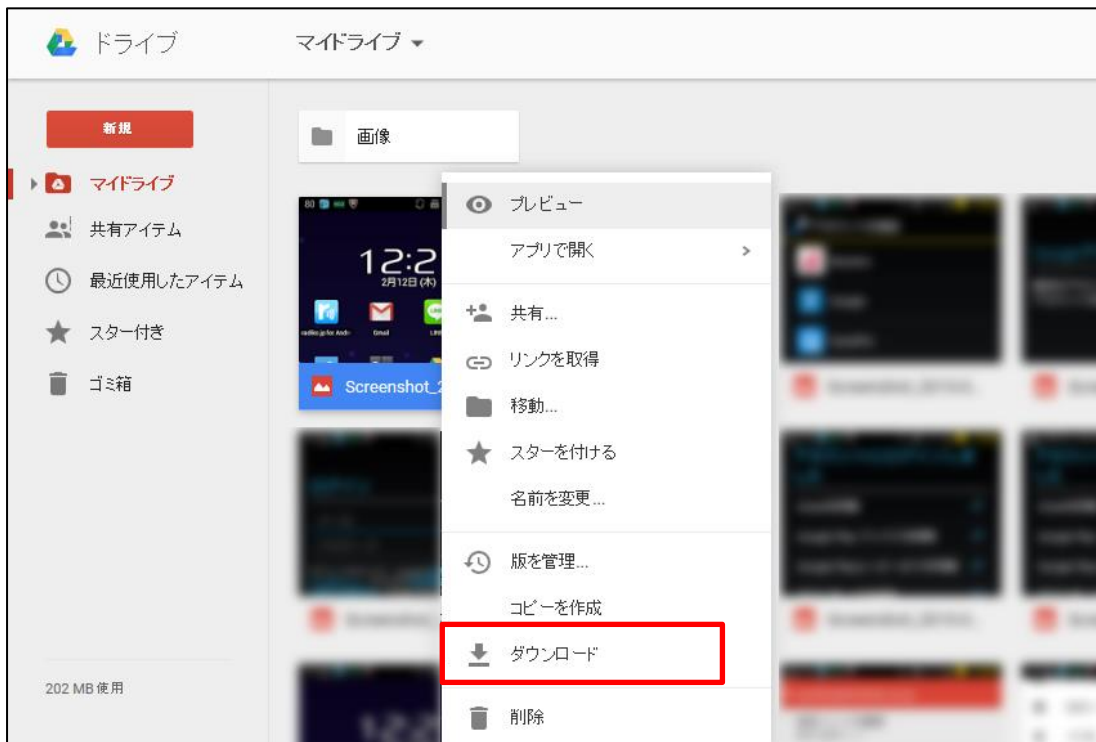 ドライブ
マイドライブ
新規
マイドライブ
共有アイテム
最近使用したアイテム
スター付き
ゴミ箱
202 MB 使用
画像
80
12:2
2月12日 (木)
Gmail
Screenshot_2
プレビュー
アプリで開く
共有...
リンクを取得
移動...
スターを付ける
名前を変更...
版を管理...
コピーを作成
ダウンロード
削除